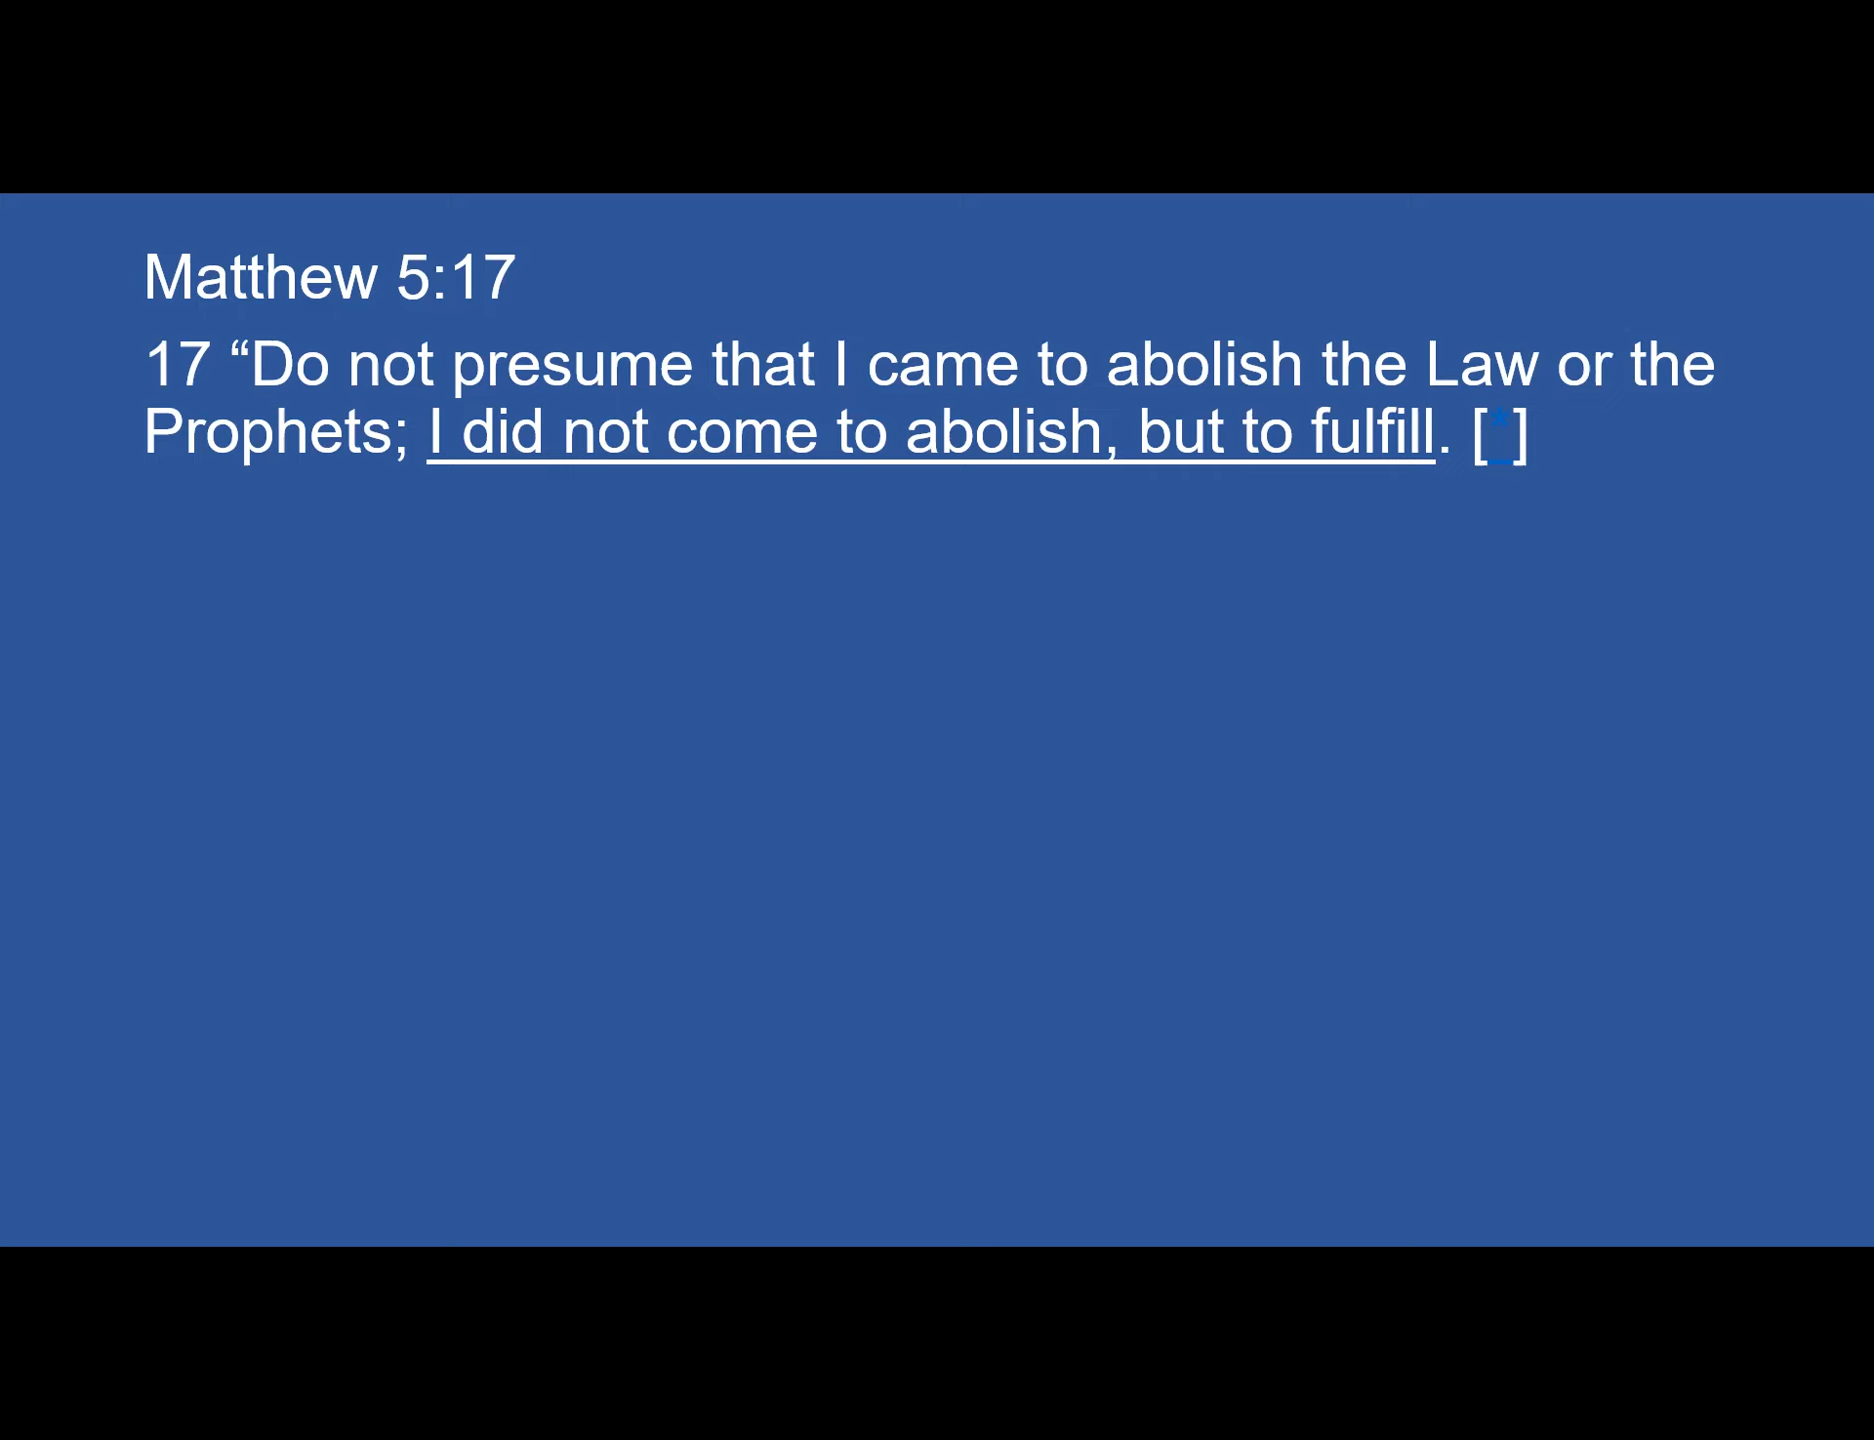 Matthew 5:17
17 “Do not presume that I came to abolish the Law or the
Prophets; I did not come to abolish, but to fulfill. [*]